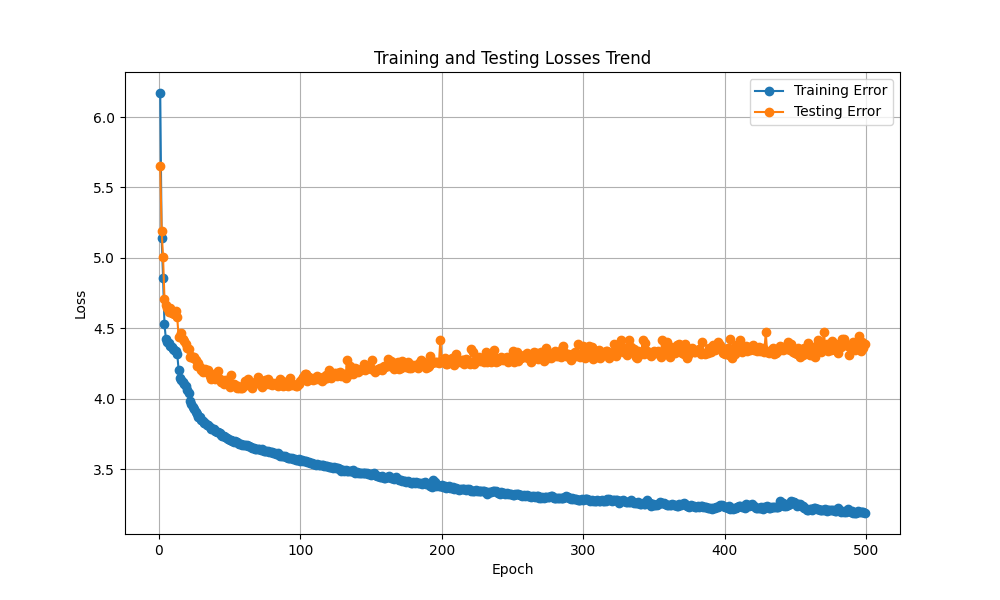 Training and Testing Losses Trend
Training Error
Testing Error
6.0
5.5
5.0
4.5
4.0
3.5
Loss
0 100 200 300 400 500
Epoch